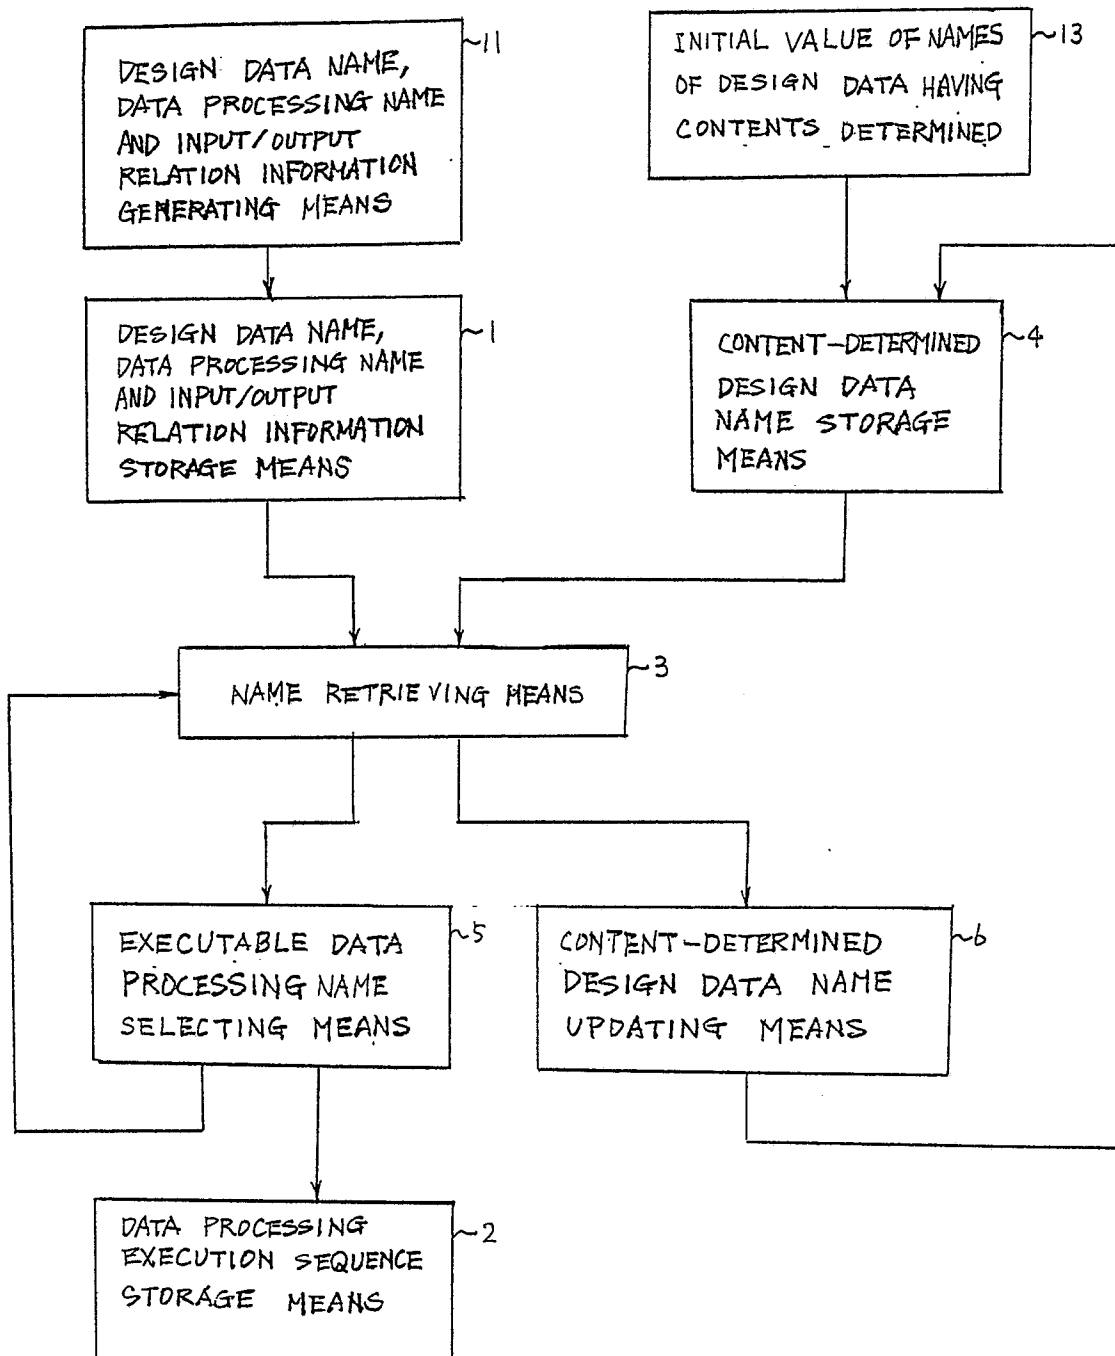 DESIGN DATA NAME,
DATA PROCESSING NAME
AND INPUT/OUTPUT
RELATION INFORMATION
GENERATING MEANS
~11
INITIAL VALUE OF NAMES
OF DESIGN DATA HAVING
CONTENTS DETERMINED
~13
DESIGN DATA NAME,
DATA PROCESSING NAME
AND INPUT/OUTPUT
RELATION INFORMATION
STORAGE MEANS
~1
CONTENT-DETERMINED
DESIGN DATA
NAME STORAGE
MEANS
~4
NAME RETRIEVING MEANS
~3
EXECUTABLE DATA
PROCESSING NAME
SELECTING MEANS
~5
CONTENT-DETERMINED
DESIGN DATA NAME
UPDATING MEANS
~6
DATA PROCESSING
EXECUTION SEQUENCE
STORAGE MEANS
~2